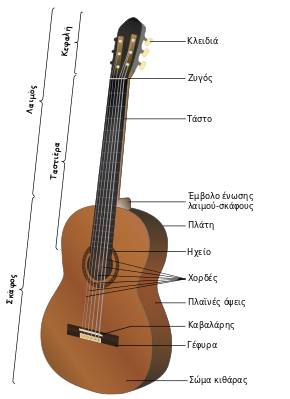 Κεφαλή
Λαιμός
Ταστιέρα
Σκάφος
Κλειδιά
Ζυγός
Τάστο
Έμβολο ένωσης
λαιμού-σκάφους
Πλάτη
Ηχείο
Χορδές
Πλαϊνές όψεις
Καβαλάρης
Γέφυρα
Σώμα κιθάρας